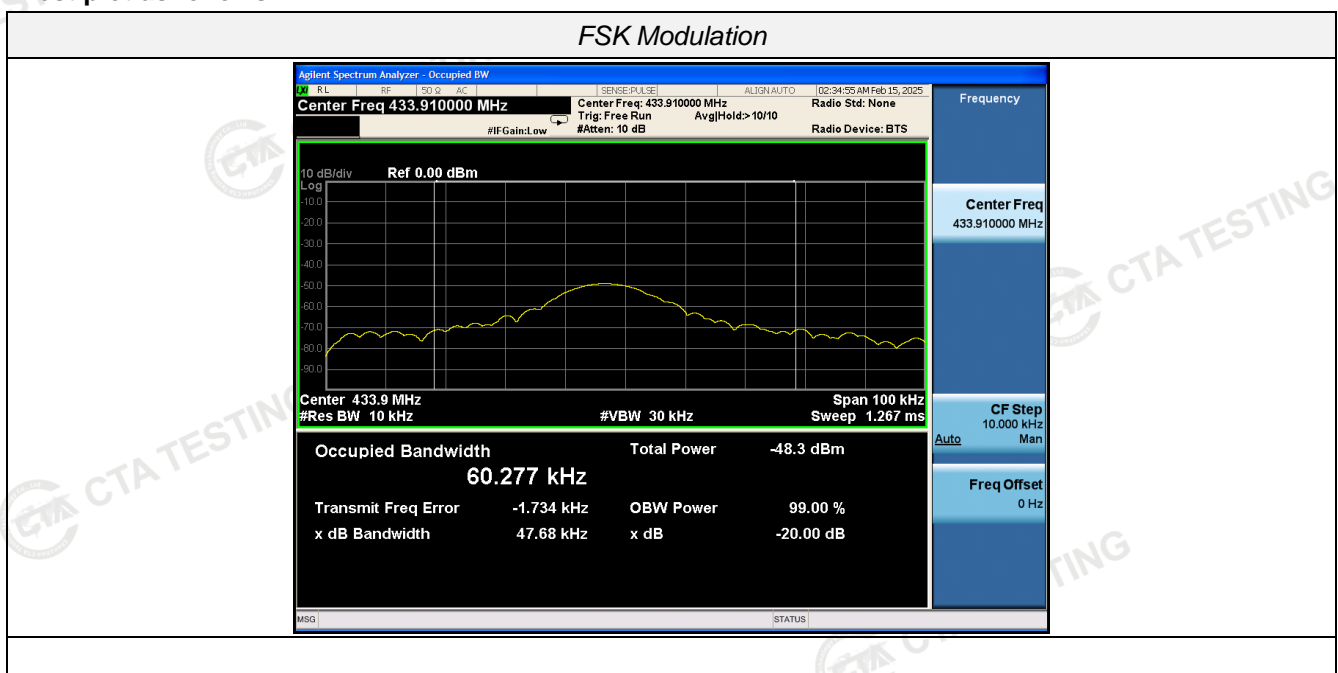 FSK Modulation
Agilent Spectrum Analyzer - Occupied BW
LXI RL RF 50 Ω AC SENSE:PULSE ALIGN AUTO 02:34:55 AM Feb 15, 2025
Center Freq 433.910000 MHz
Center Freq: 433.910000 MHz Radio Std: None
Trig: Free Run Avg|Hold:>10/10
#IFGain:Low #Atten: 10 dB Radio Device: BTS
Frequency
10 dB/div Ref 0.00 dBm
Log
-10.0
-20.0
-30.0
-40.0
-50.0
-60.0
-70.0
-80.0
-90.0
Center 433.9 MHz Span 100 kHz
#Res BW 10 kHz #VBW 30 kHz Sweep 1.267 ms
Center Freq
433.910000 MHz
CF Step
10.000 kHz
Auto Man
Freq Offset
0 Hz
Occupied Bandwidth Total Power -48.3 dBm
60.277 kHz
Transmit Freq Error -1.734 kHz OBW Power 99.00 %
x dB Bandwidth 47.68 kHz x dB -20.00 dB
MSG STATUS
CTA TESTING
CTA TESTING
CTA
TING